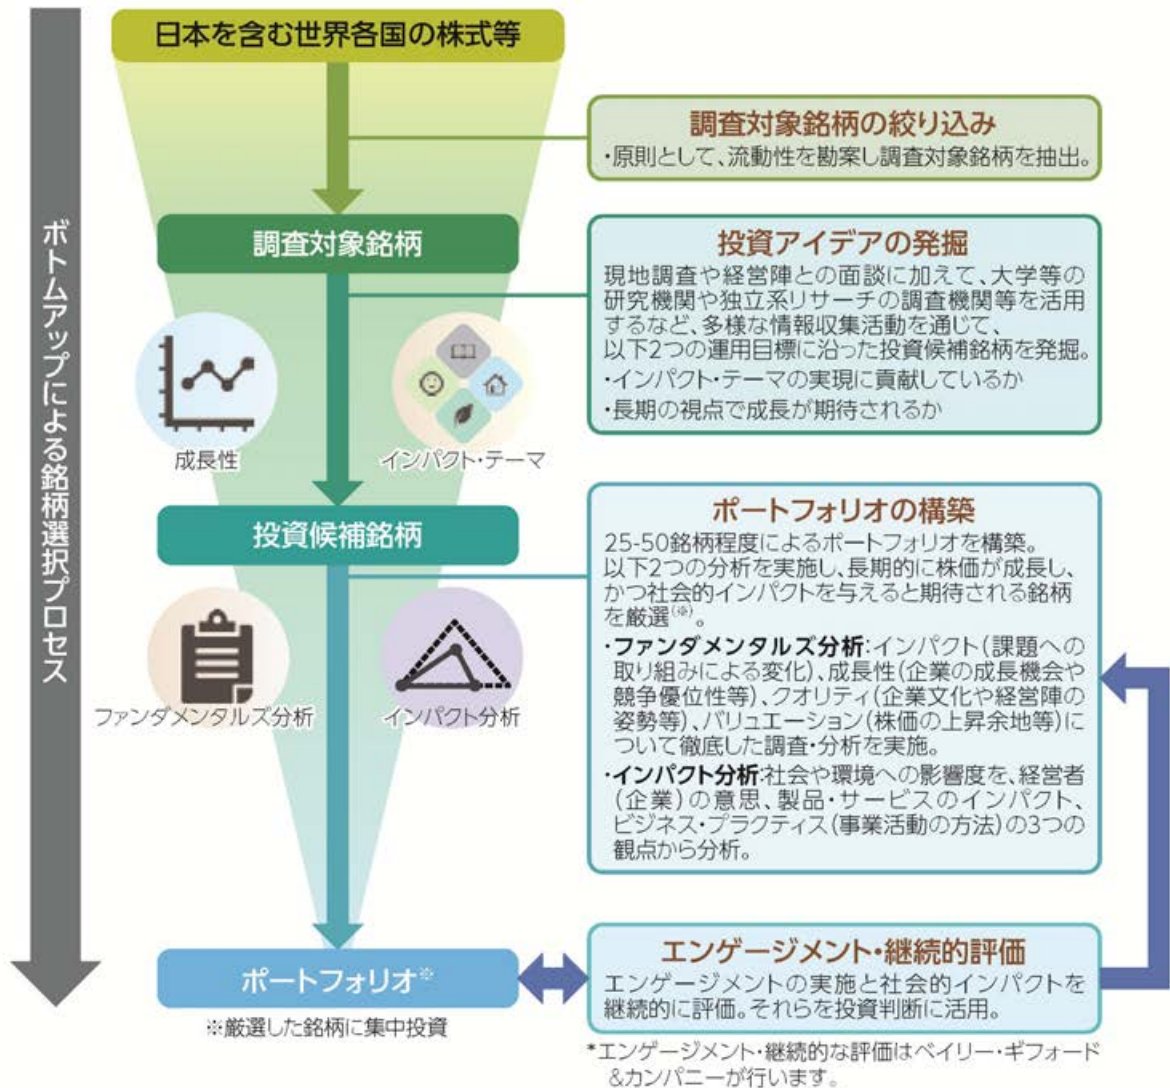 日本を含む世界各国の株式等
調査対象銘柄の絞り込み
・原則として、流動性を勘案し調査対象銘柄を抽出。
ボトムアップによる銘柄選択プロセス
調査対象銘柄
投資アイデアの発掘
現地調査や経営陣との面談に加えて、大学等の
研究機関や独立系リサーチの調査機関等を活用
するなど、多様な情報収集活動を通じて、
以下2つの運用目標に沿った投資候補銘柄を発掘。
・インパクト・テーマの実現に貢献しているか
・長期の視点で成長が期待されるか
成長性
インパクト・テーマ
投資候補銘柄
ポートフォリオの構築
25-50銘柄程度によるポートフォリオを構築。
以下2つの分析を実施し、長期的に株価が成長し、
かつ社会的インパクトを与えると期待される銘柄
を厳選(※)。
・ファンダメンタルズ分析:インパクト(課題への
取り組みによる変化)、成長性(企業の成長機会や
競争優位性等)、クオリティ(企業文化や経営陣の
姿勢等)、バリュエーション(株価の上昇余地等)に
ついて徹底した調査・分析を実施。
・インパクト分析:社会や環境への影響度を、経営者
(企業)の意思、製品・サービスのインパクト、
ビジネス・プラクティス(事業活動の方法)の3つの
観点から分析。
ファンダメンタルズ分析
インパクト分析
ポートフォリオ※
※厳選した銘柄に集中投資
エンゲージメント・継続的評価
エンゲージメントの実施と社会的インパクトを
継続的に評価。それらを投資判断に活用。
*エンゲージメント・継続的な評価はベイリー・ギフォード
&カンパニーが行います。